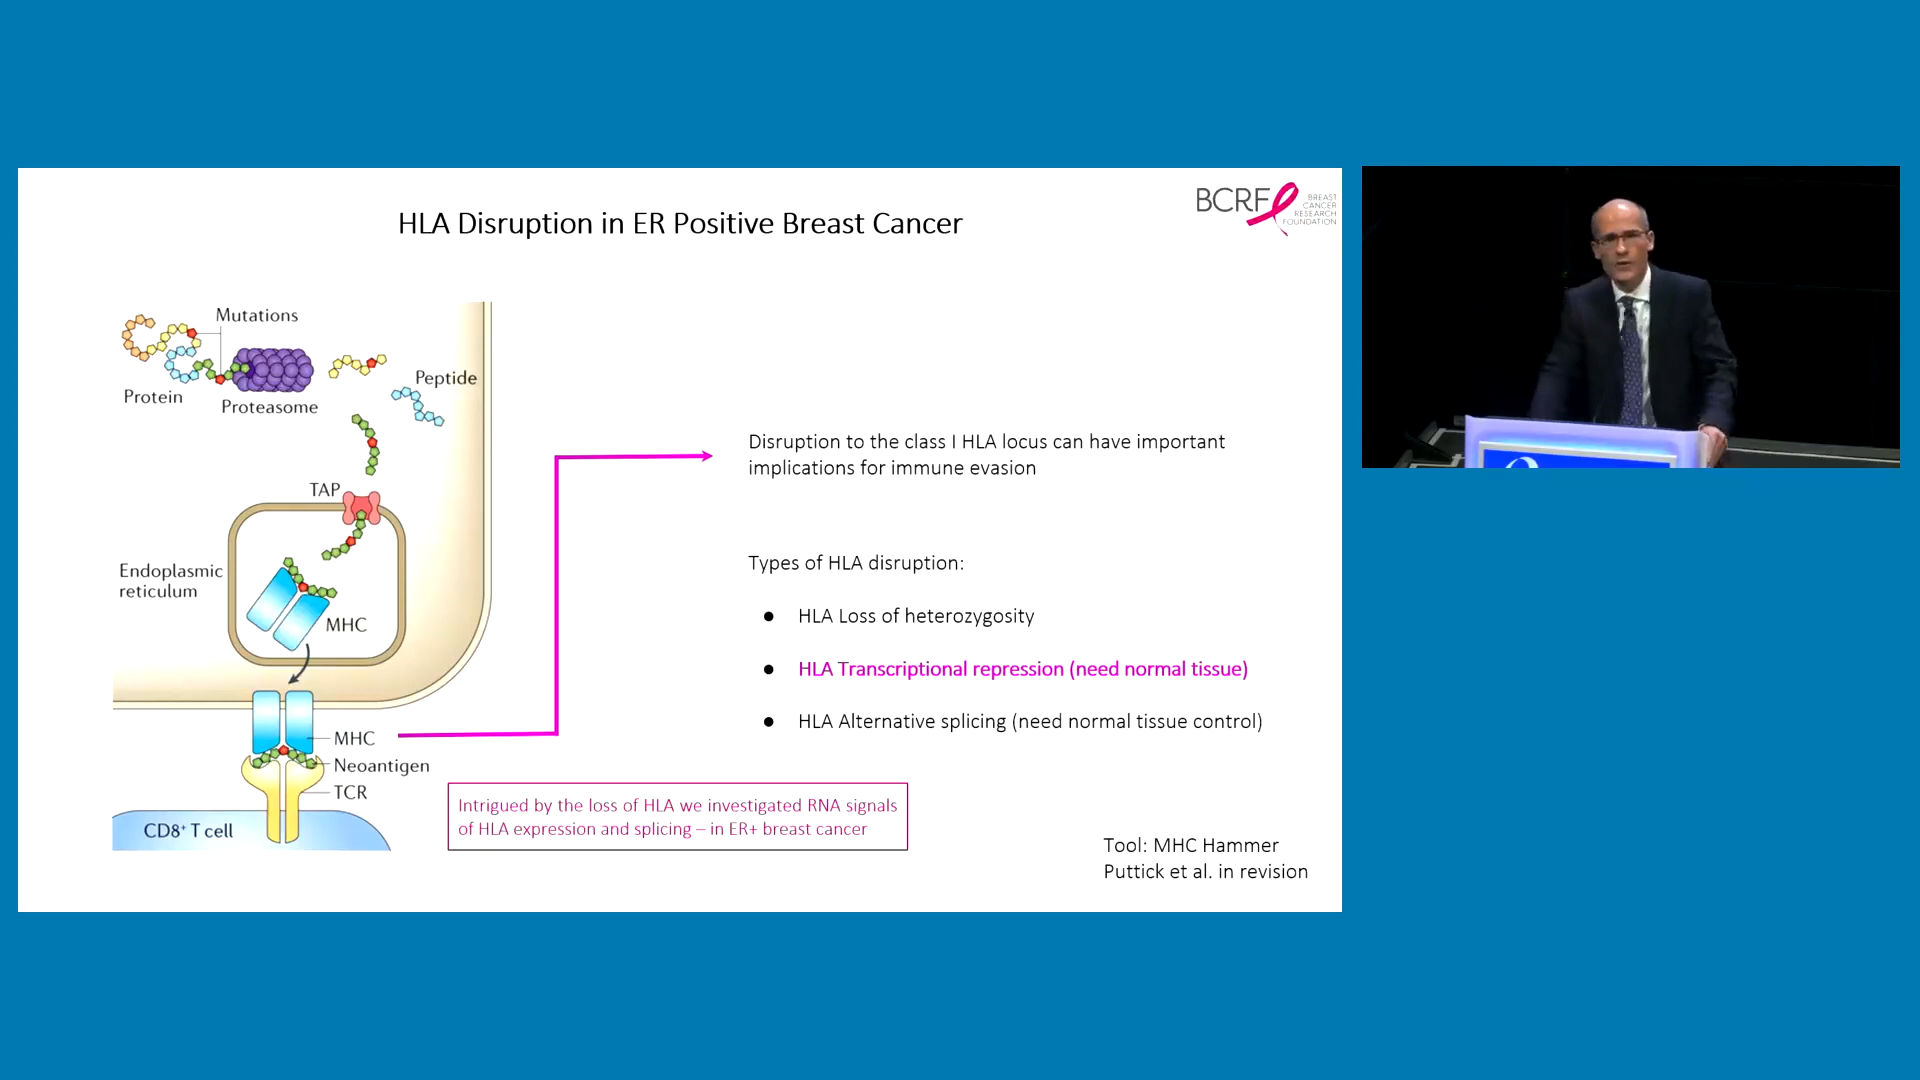 HLA Disruption in ER Positive Breast Cancer
BCRF
BREAST
CANCER
RESEARCH
FOUNDATION
Mutations
Protein
Proteasome
Peptide
TAP
Endoplasmic
reticulum
MHC
MHC
Neoantigen
TCR
CD8⁺ T cell
Disruption to the class I HLA locus can have important
implications for immune evasion
Types of HLA disruption:
● HLA Loss of heterozygosity
● HLA Transcriptional repression (need normal tissue)
● HLA Alternative splicing (need normal tissue control)
Intrigued by the loss of HLA we investigated RNA signals
of HLA expression and splicing – in ER+ breast cancer
Tool: MHC Hammer
Puttick et al. in revision